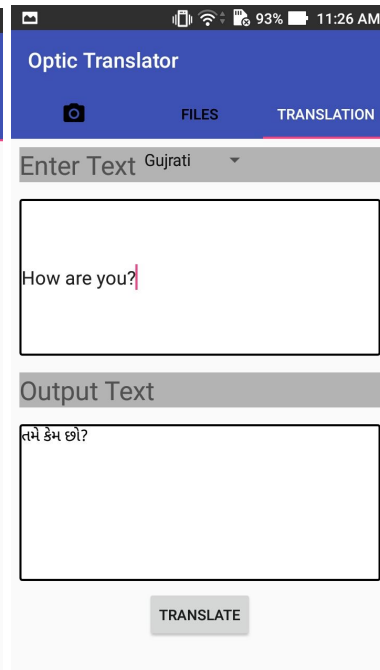 93% 11:26 AM
Optic Translator
FILES TRANSLATION
Enter Text Gujrati
How are you?
Output Text
તમે કેમ છો?
TRANSLATE